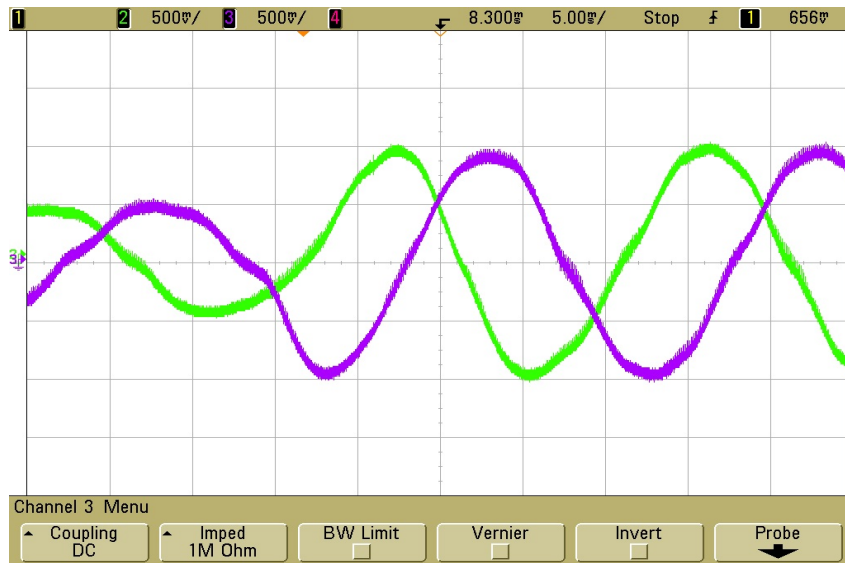 1 2 500mV/ 3 500mV/ 4 8.300ms 5.00ms/ Stop 1 656mV
3
Channel 3 Menu
Coupling Imped BW Limit Vernier Invert Probe
DC 1M Ohm